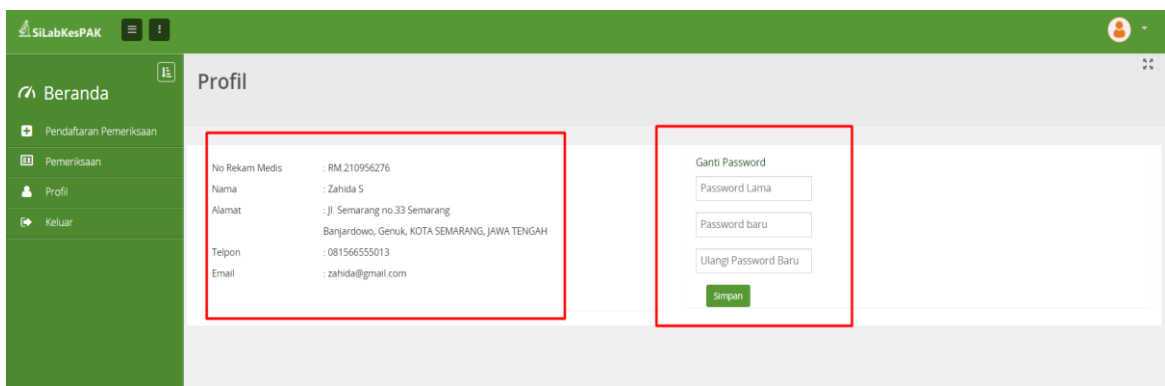 SiLabKesPAK
Beranda
Pendaftaran Pemeriksaan
Pemeriksaan
Profil
Keluar
Profil
No Rekam Medis : RM.210956276
Nama : Zahida S
Alamat : Jl. Semarang no.33 Semarang
Banjardowo, Genuk, KOTA SEMARANG, JAWA TENGAH
Telpon : 081566555013
Email : zahida@gmail.com
Ganti Password
Password Lama
Password baru
Ulangi Password Baru
Simpan